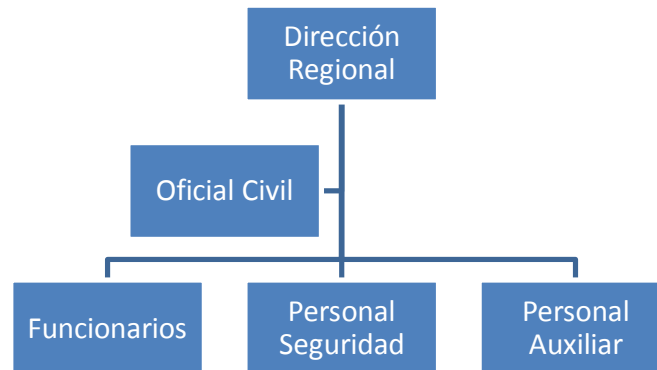 Dirección
Regional
Oficial Civil
Funcionarios
Personal
Seguridad
Personal
Auxiliar